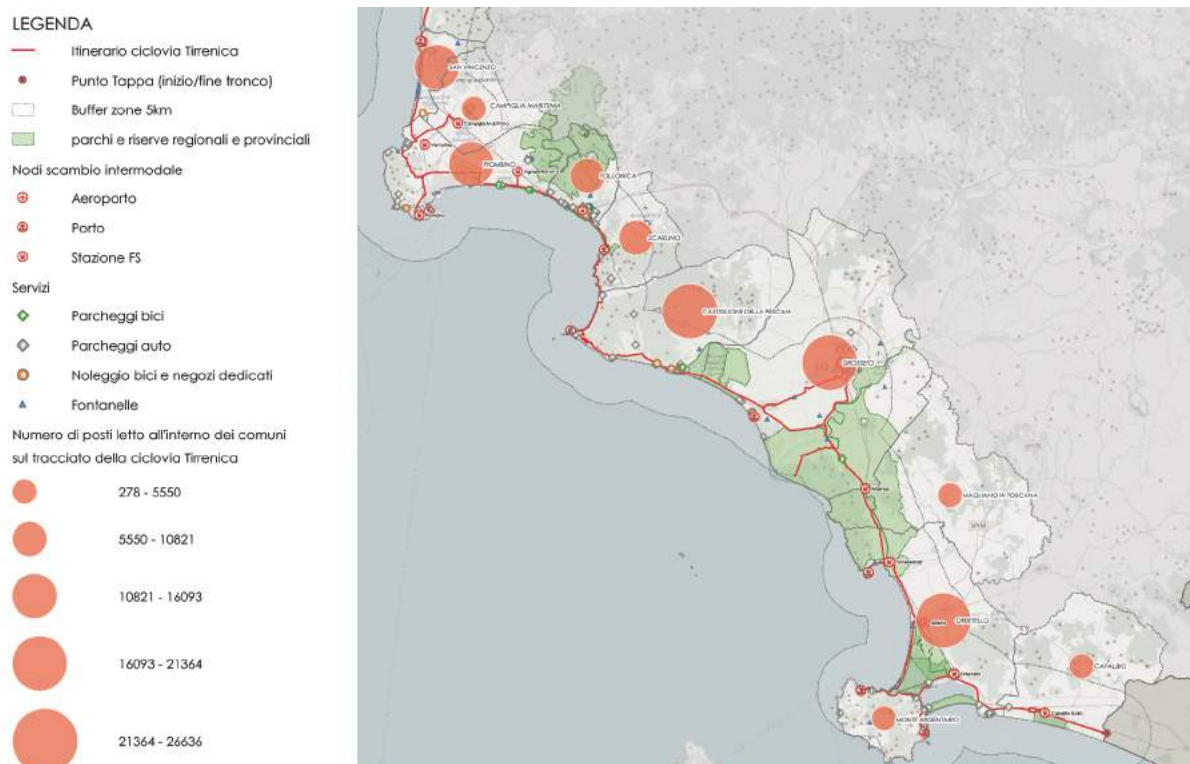 LEGENDA
Itinerario ciclovia Tirrenica
Punto Tappa (inizio/fine tronco)
Buffer zone 5km
parchi e riserve regionali e provinciali
Nodi scambio intermodale
Aeroporto
Porto
Stazione FS
Servizi
Parcheggi bici
Parcheggi auto
Noleggio bici e negozi dedicati
Fontanelle
Numero di posti letto all'interno dei comuni
sul tracciato della ciclovia Tirrenica
278 - 5550
5550 - 10821
10821 - 16093
16093 - 21364
21364 - 26636
SAN VINCENZO
CAMPIGLIA MARITTIMA
Campiglia Marittima
PIOMBINO
FOLLONICA
SCARLINO
CASTIGLIONE DELLA PESCAIA
GROSSETO
MAGLIANO IN TOSCANA
ORBETELLO
CAPALBIO
MONTE ARGENTARIO